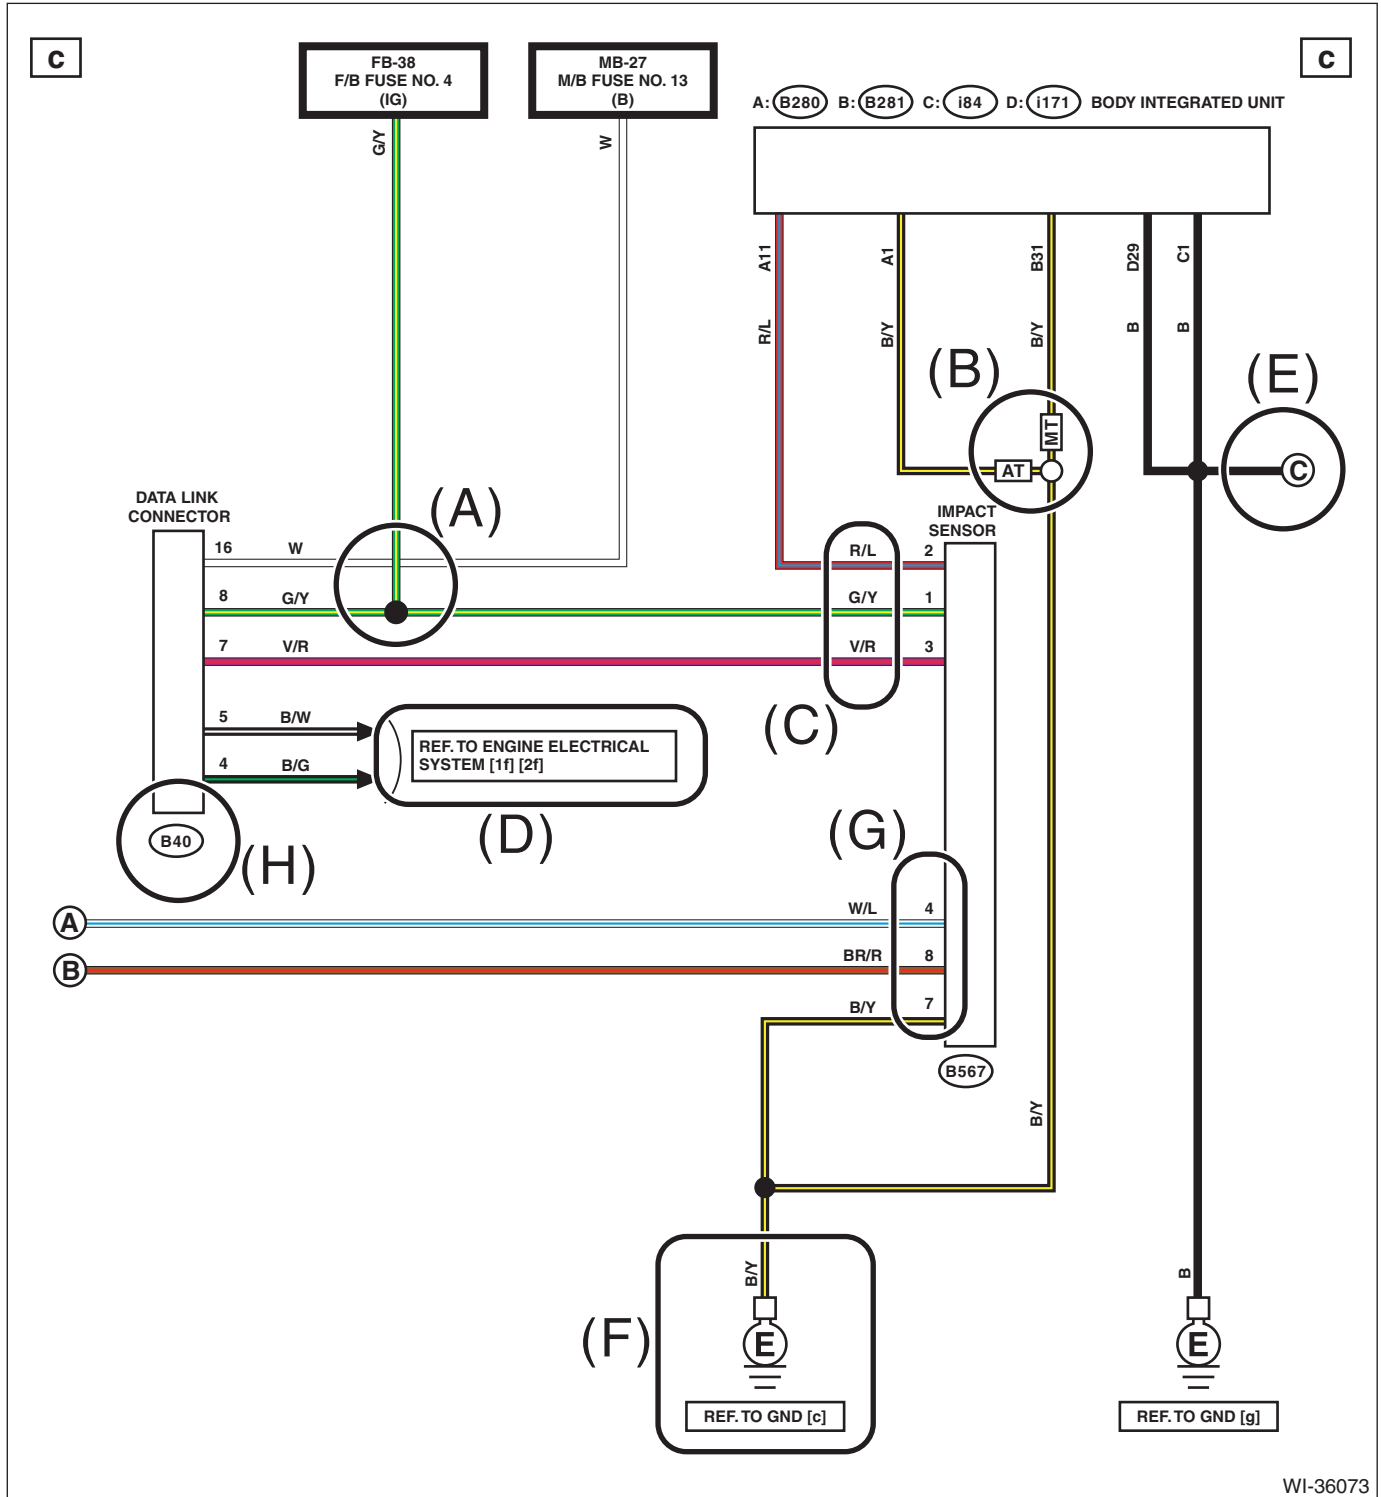 c
c
FB-38
F/B FUSE NO. 4
(IG)
MB-27
M/B FUSE NO. 13
(B)
A: B280 B: B281 C: i84 D: i171 BODY INTEGRATED UNIT
G/Y
W
A11
A1
B31
D29
C1
R/L
B/Y
B/Y
B
B
(B)
(E)
MT
AT
C
DATA LINK
CONNECTOR
(A)
IMPACT
SENSOR
16 W
R/L 2
8 G/Y
G/Y 1
7 V/R
V/R 3
(C)
5 B/W
4 B/G
REF. TO ENGINE ELECTRICAL
SYSTEM [1f] [2f]
(D)
B40
(H)
(G)
A
W/L 4
B
BR/R 8
B/Y 7
B567
B/Y
B/Y
B
(F)
E
E
REF. TO GND [c]
REF. TO GND [g]
WI-36073